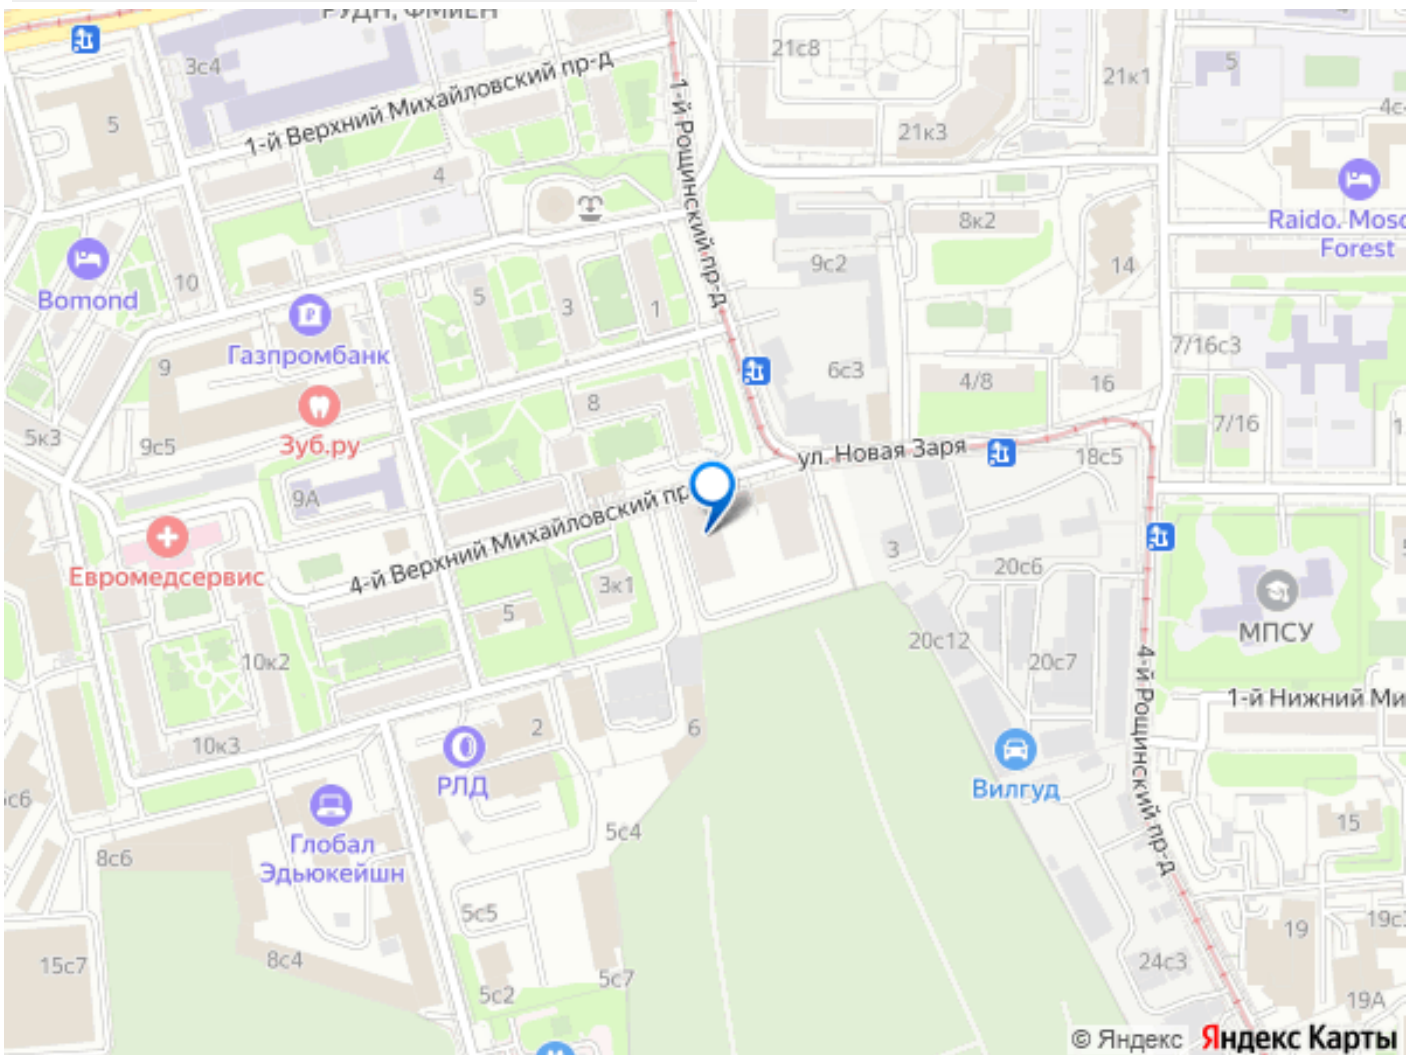 РУДН, ФМиЕН
3с4
1-й Верхний Михайловский пр-д
21с8
5
21к1
4с
5
21к3
1-й Рощинский пр-д
4
Raido. Mosc
Forest
8к2
9с2
14
Bomond
10
5
3
1
Газпромбанк
7/16с3
9
6с3
4/8
16
8
7/16
1
5к3
9с5
Зуб.ру
ул. Новая Заря
18с5
9А
4-й Верхний Михайловский пр
3
20с6
Евромедсервис
3к1
5
МПСУ
20с12
20с7
10к2
4-й Рощинский пр-д
1-й Нижний Ми
10к3
2
6
РЛД
Вилгуд
с6
Глобал
Эдьюкейшн
15
5с4
8с6
5с5
19
19с
15с7
8с4
24с3
5с7
5с2
19А
© Яндекс Яндекс Карты